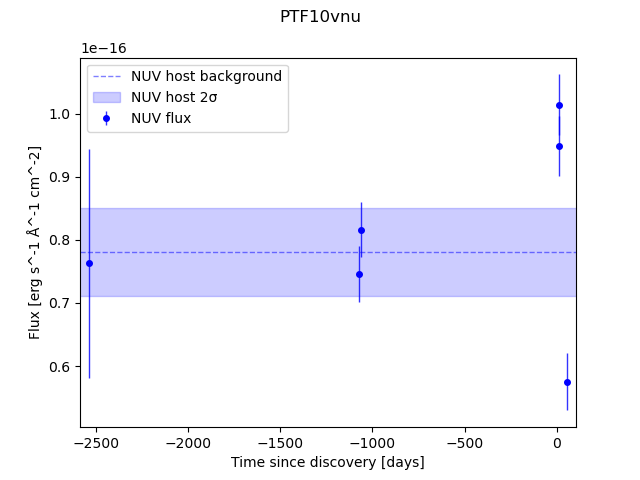 PTF10vnu
1e−16
NUV host background
NUV host 2σ
NUV flux
1.0
0.9
0.8
0.7
0.6
Flux [erg s^-1 Å^-1 cm^-2]
−2500 −2000 −1500 −1000 −500 0
Time since discovery [days]